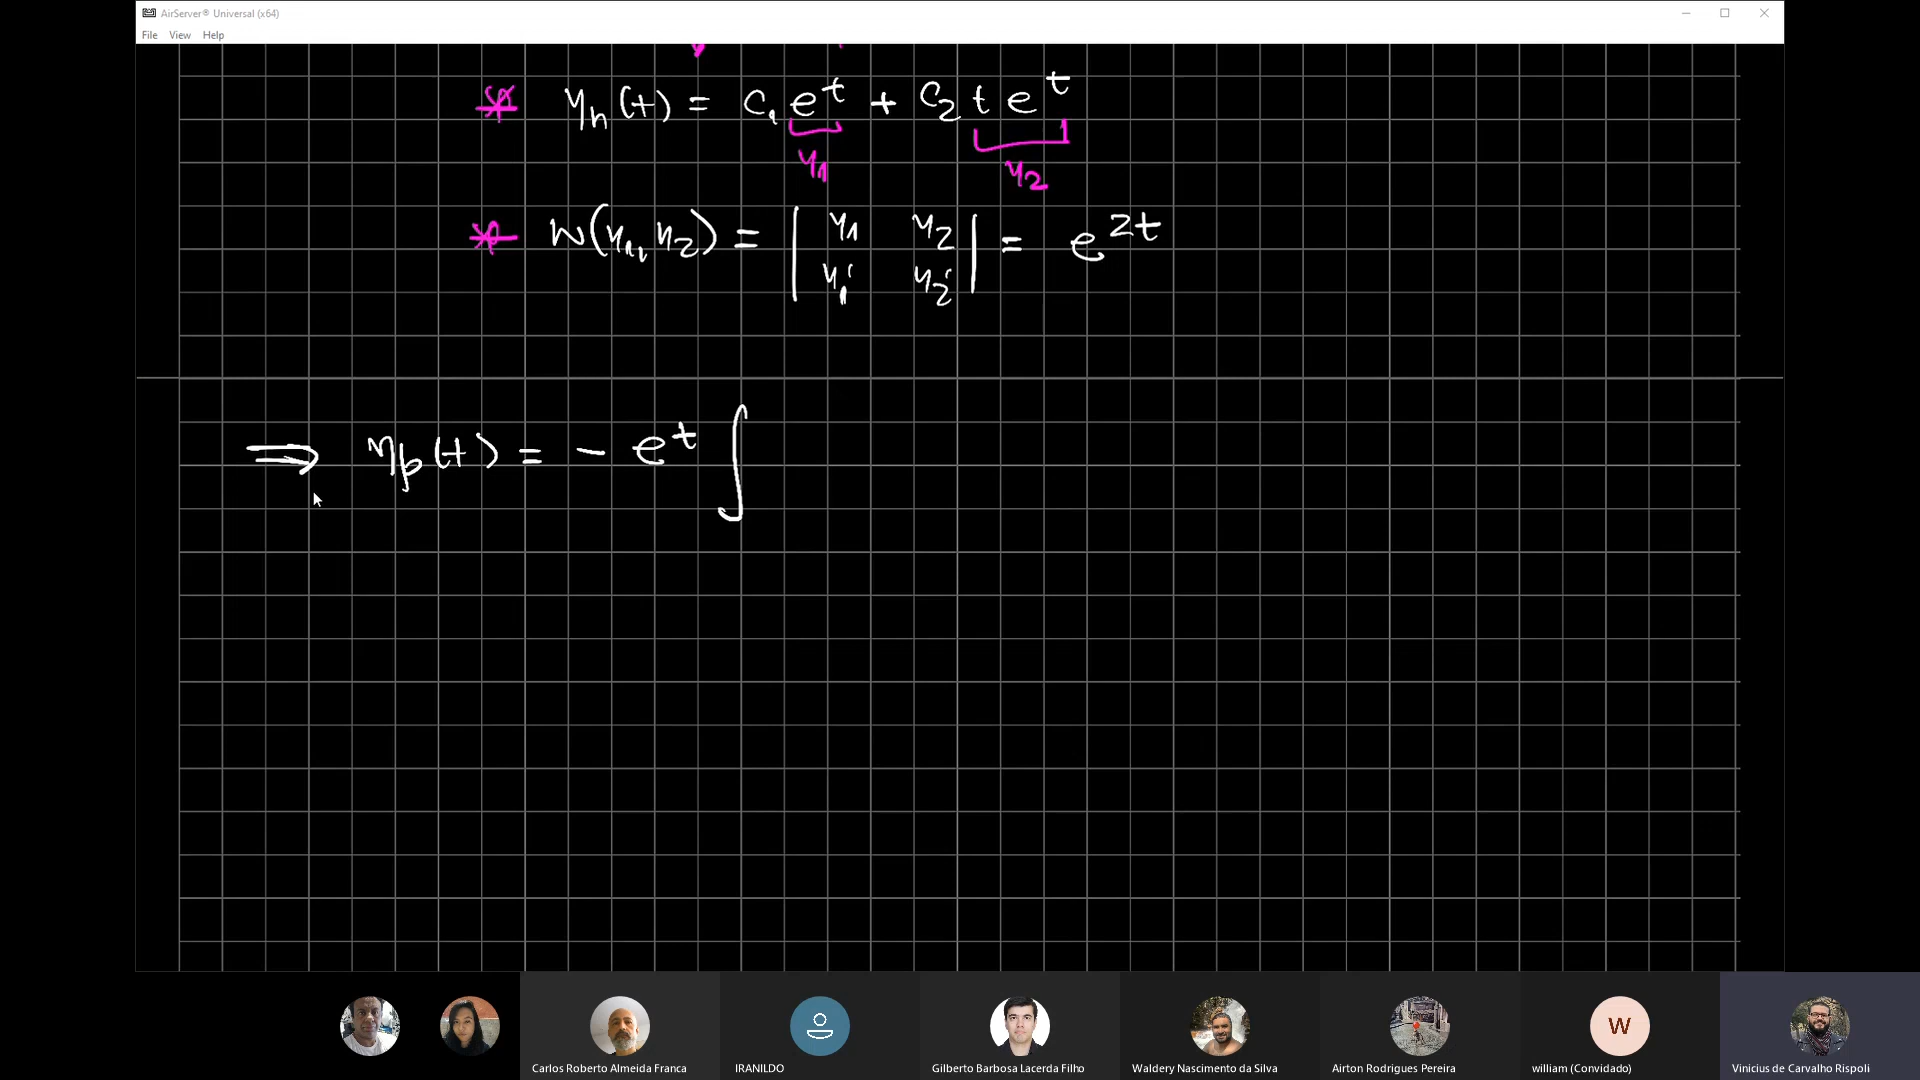 AirServer® Universal (x64)
File View Help
* yh(t) = C₁ e^t + C₂ t e^t
y₁ y₂
* W(y₁, y₂) = | y₁ y₂ | = e^2t
| y₁' y₂' |
⇒ yp(t) = - e^t ∫
W
Carlos Roberto Almeida Franca IRANILDO Gilberto Barbosa Lacerda Filho Waldery Nascimento da Silva Airton Rodrigues Pereira william (Convidado) Vinicius de Carvalho Rispoli